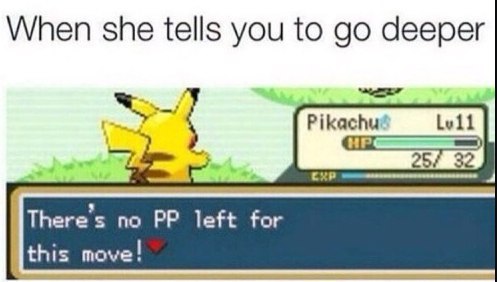 When she tells you to go deeper
Pikachu♂ Lv11
HP
25/ 32
EXP
There's no PP left for
this move!